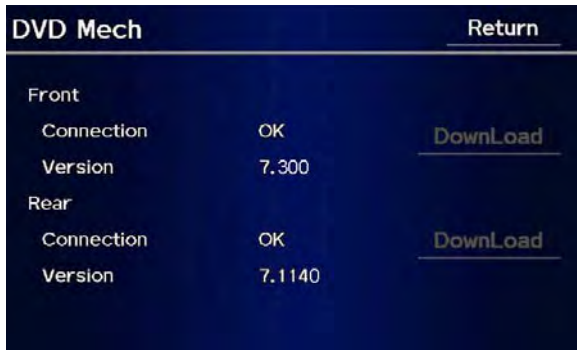 DVD Mech Return
Front
Connection OK DownLoad
Version 7.300
Rear
Connection OK DownLoad
Version 7.1140